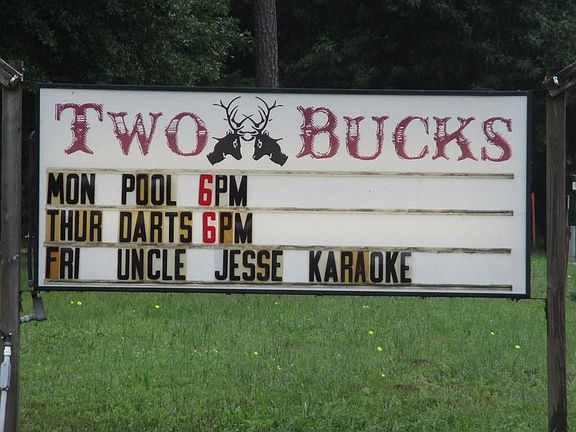 TWO BUCKS
MON POOL 6PM
THUR DARTS 6PM
FRI UNCLE JESSE KARAOKE